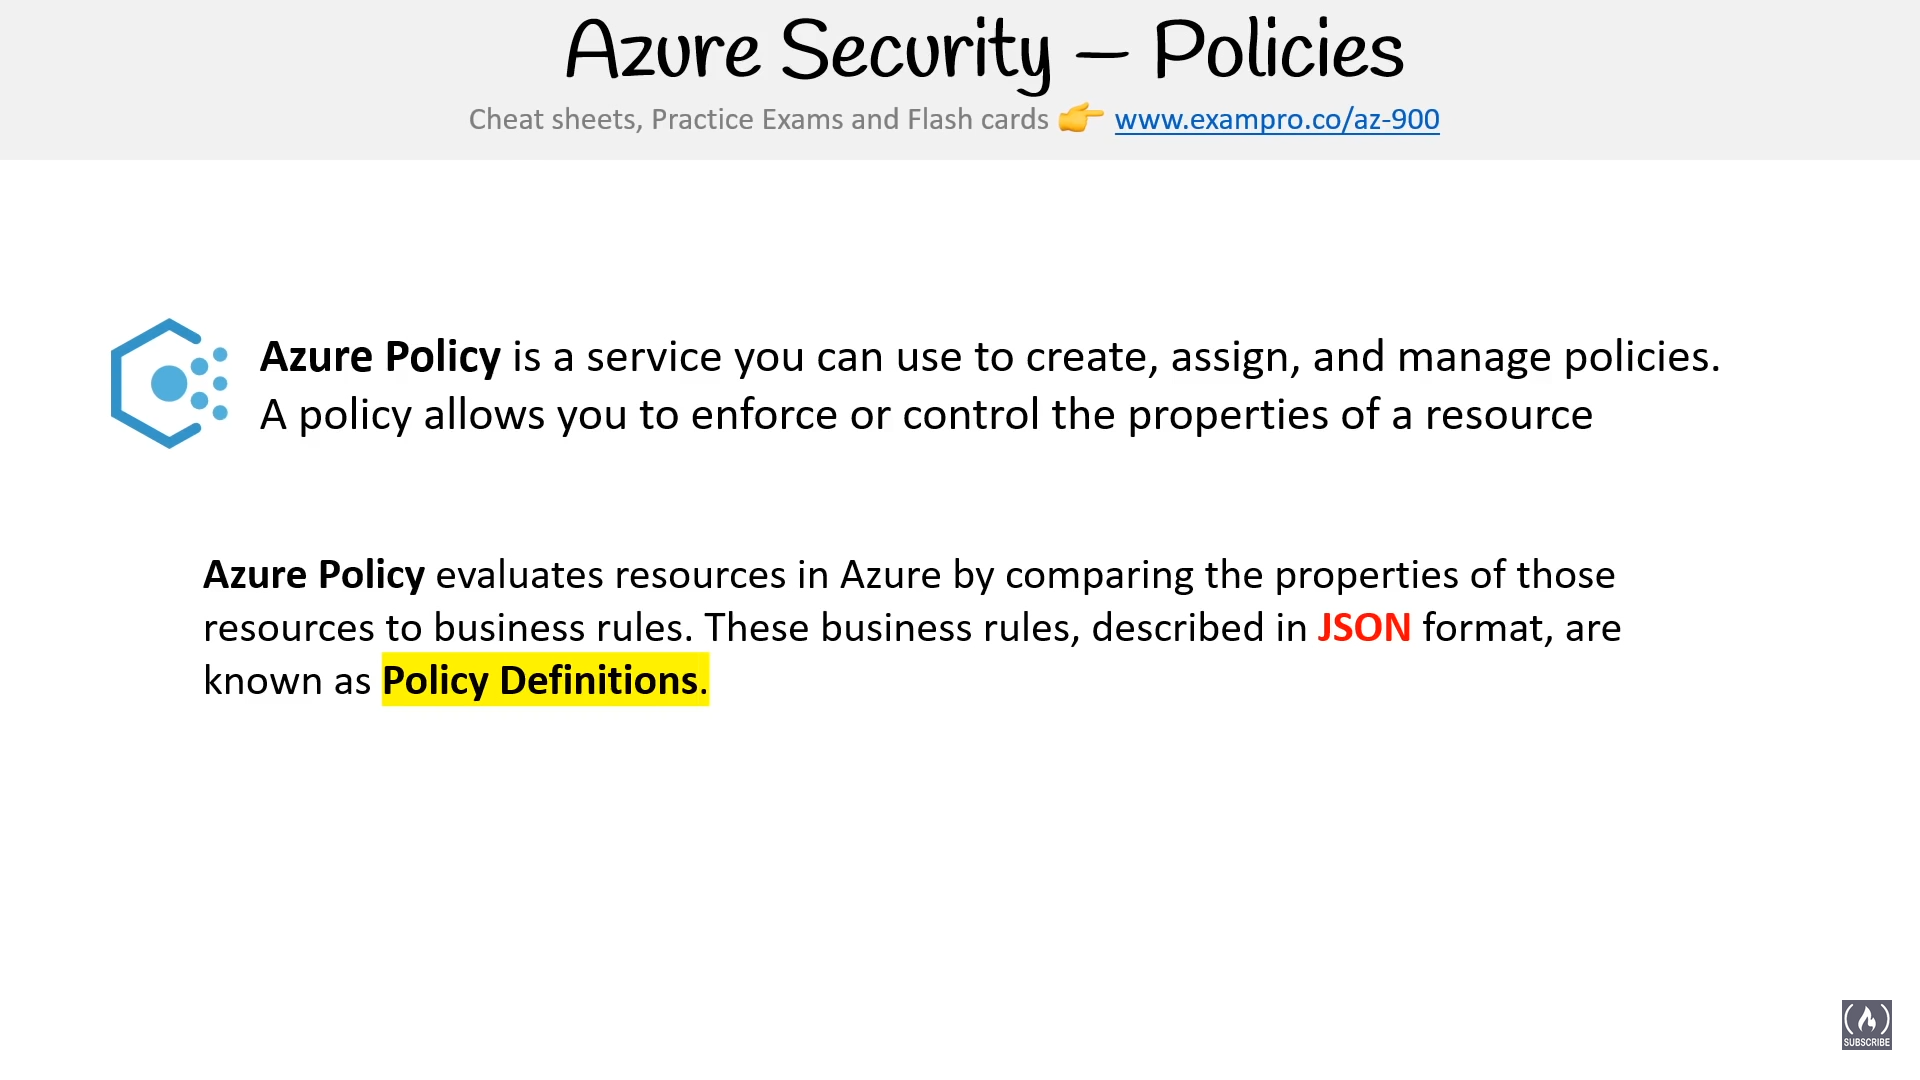 Azure Security – Policies
Cheat sheets, Practice Exams and Flash cards 👉 www.exampro.co/az-900
Azure Policy is a service you can use to create, assign, and manage policies.
A policy allows you to enforce or control the properties of a resource
Azure Policy evaluates resources in Azure by comparing the properties of those
resources to business rules. These business rules, described in JSON format, are
known as Policy Definitions.
SUBSCRIBE